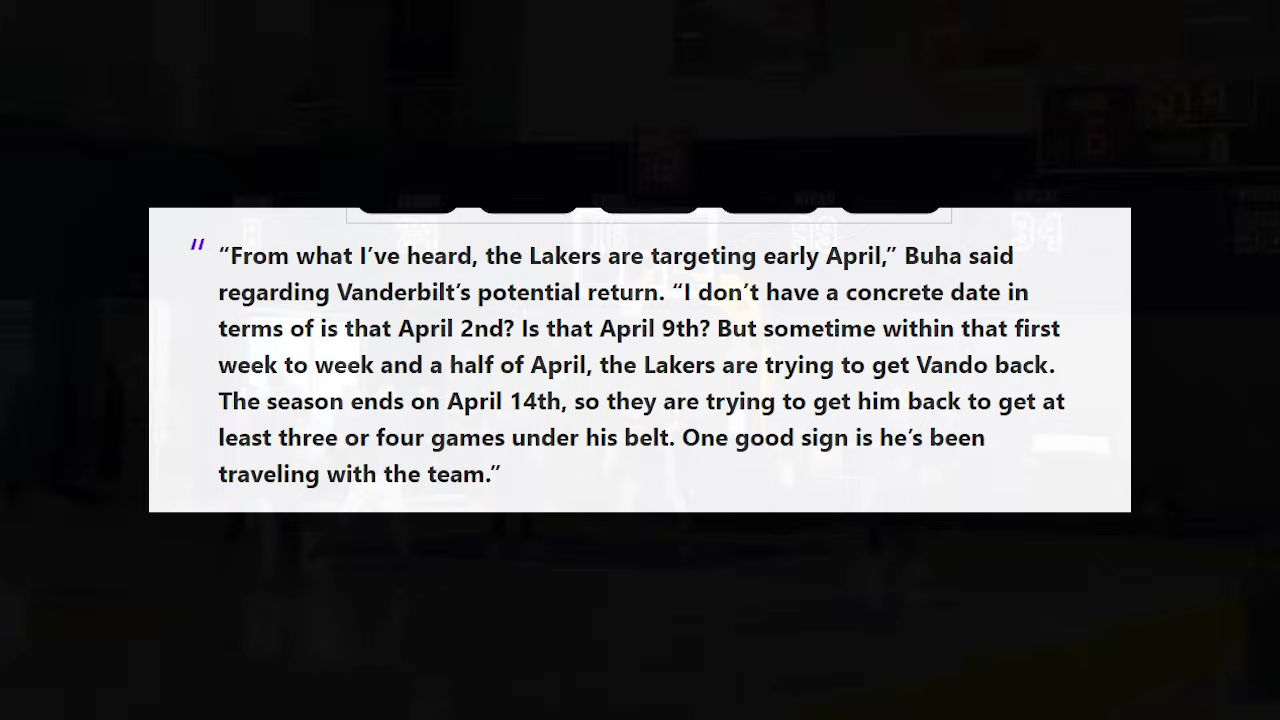 “From what I’ve heard, the Lakers are targeting early April,” Buha said
regarding Vanderbilt’s potential return. “I don’t have a concrete date in
terms of is that April 2nd? Is that April 9th? But sometime within that first
week to week and a half of April, the Lakers are trying to get Vando back.
The season ends on April 14th, so they are trying to get him back to get at
least three or four games under his belt. One good sign is he’s been
traveling with the team.”